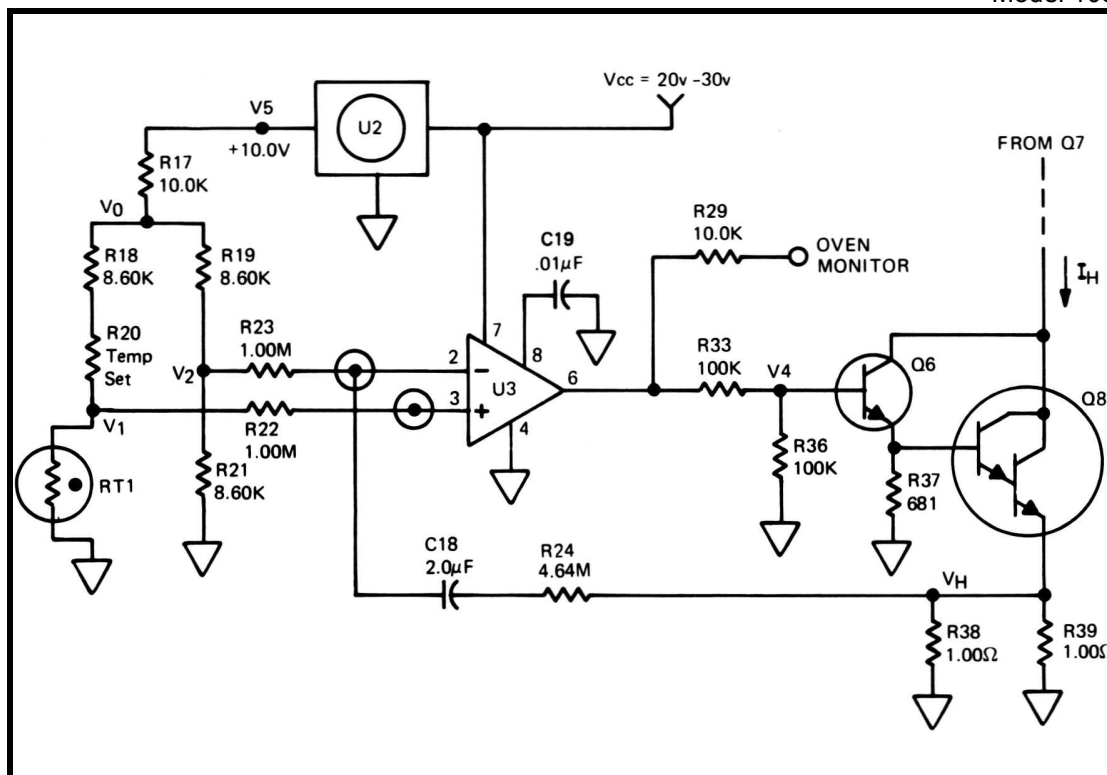 Vcc = 20v -30v
V5
U2
+10.0V
FROM Q7
R17
10.0K
V0
R29
10.0K
OVEN
MONITOR
C19
.01µF
IH
R18
8.60K
R19
8.60K
R20
Temp
Set
R23
1.00M
7
8
2
−
U3
6
R33
100K
V4
Q6
Q8
V2
3
+
4
V1
R22
1.00M
R36
100K
R37
681
RT1
R21
8.60K
C18
2.0µF
R24
4.64M
VH
R38
1.00Ω
R39
1.00Ω